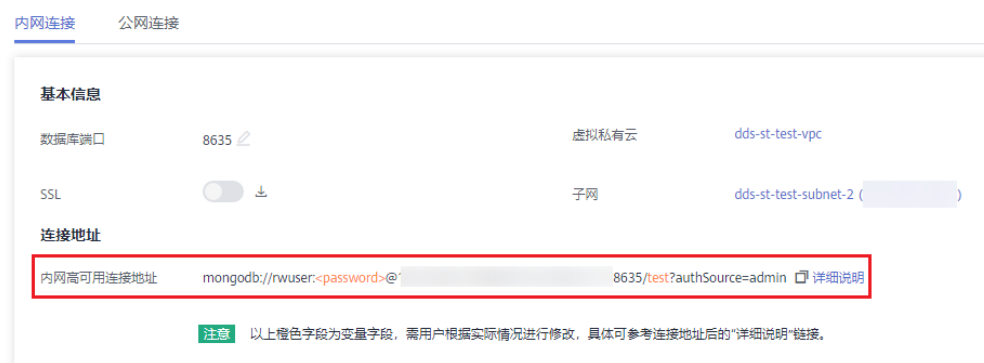 内网连接 公网连接
基本信息
数据库端口 8635 虚拟私有云 dds-st-test-vpc
SSL 子网 dds-st-test-subnet-2 ( )
连接地址
内网高可用连接地址 mongodb://rwuser:<password>@ 8635/test?authSource=admin 详细说明
注意 以上橙色字段为变量字段，需用户根据实际情况进行修改，具体可参考连接地址后的“详细说明”链接。